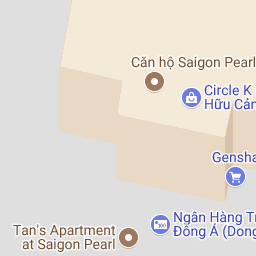 Căn hộ Saigon Pearl
Circle K
Hữu Cản
Gensha
Ngân Hàng Tr
Đông Á (Dong
Tan's Apartment
at Saigon Pearl